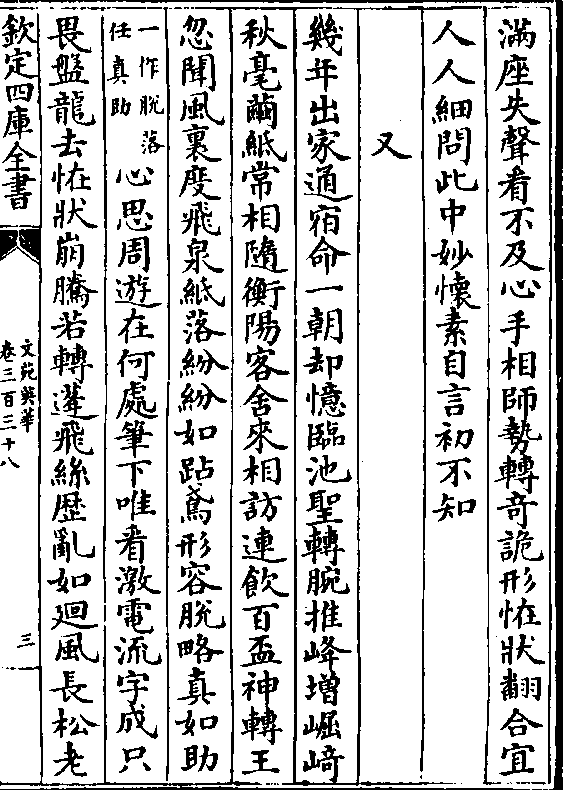 滿座失聲看不及心手相師勢轉奇詭形恠狀翻合宜
人人細問此中妙懷素自言初不知
又
幾年出家通宿命一朝却憶臨池聖轉腕推峰增崛﨑
秋毫繭紙常相隨衡陽客舍來相訪連飲百盃神轉王
忽聞風裏度飛泉紙落紛紛如跕鳶形容脫略真如助
一作脫落
任真助
心思周遊在何處筆下唯看激電流字成只
畏盤龍去恠狀崩騰若轉蓬飛絲歷亂如廻風長松老
欽定四庫全書
文苑英華
卷三百三十八
三